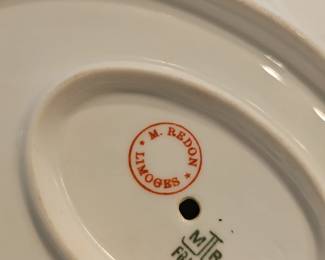 M. REDON
* LIMOGES *
M B